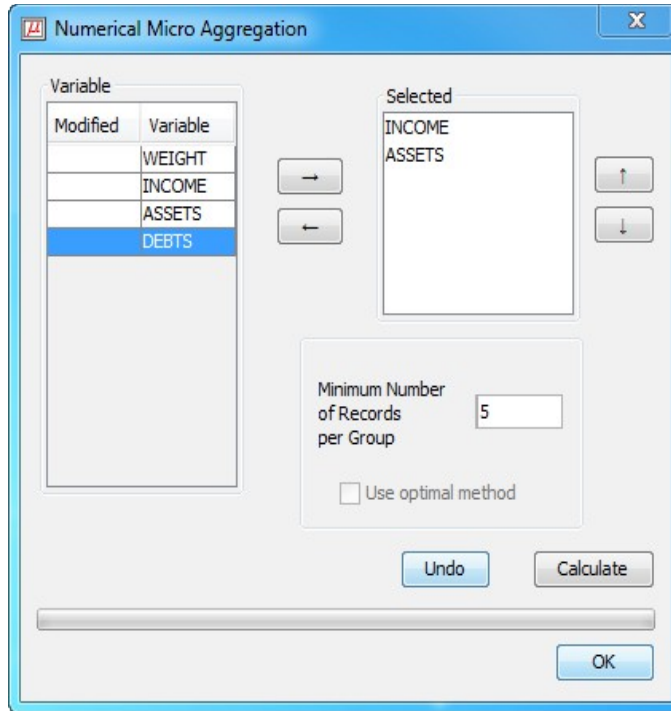 μ Numerical Micro Aggregation X
Variable
Modified Variable
WEIGHT
INCOME
ASSETS
DEBTS
→
←
Selected
INCOME
ASSETS
↑
↓
Minimum Number
of Records
per Group
5
Use optimal method
Undo Calculate
OK